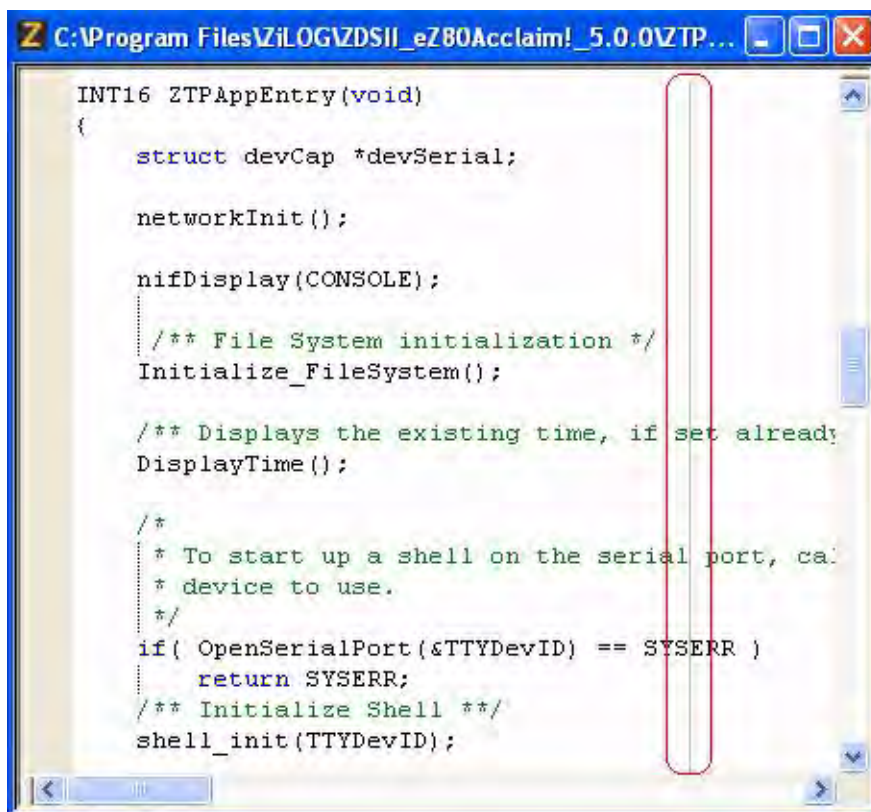 C:\Program Files\ZiLOG\ZDSII_eZ80Acclaim!_5.0.0\ZTP...
INT16 ZTPAppEntry(void)
{
struct devCap *devSerial;
networkInit();
nifDisplay(CONSOLE);
/** File System initialization */
Initialize_FileSystem();
/** Displays the existing time, if set already
DisplayTime();
/*
* To start up a shell on the serial port, cal
* device to use.
*/
if( OpenSerialPort(&TTYDevID) == SYSERR )
return SYSERR;
/** Initialize Shell **/
shell_init(TTYDevID);